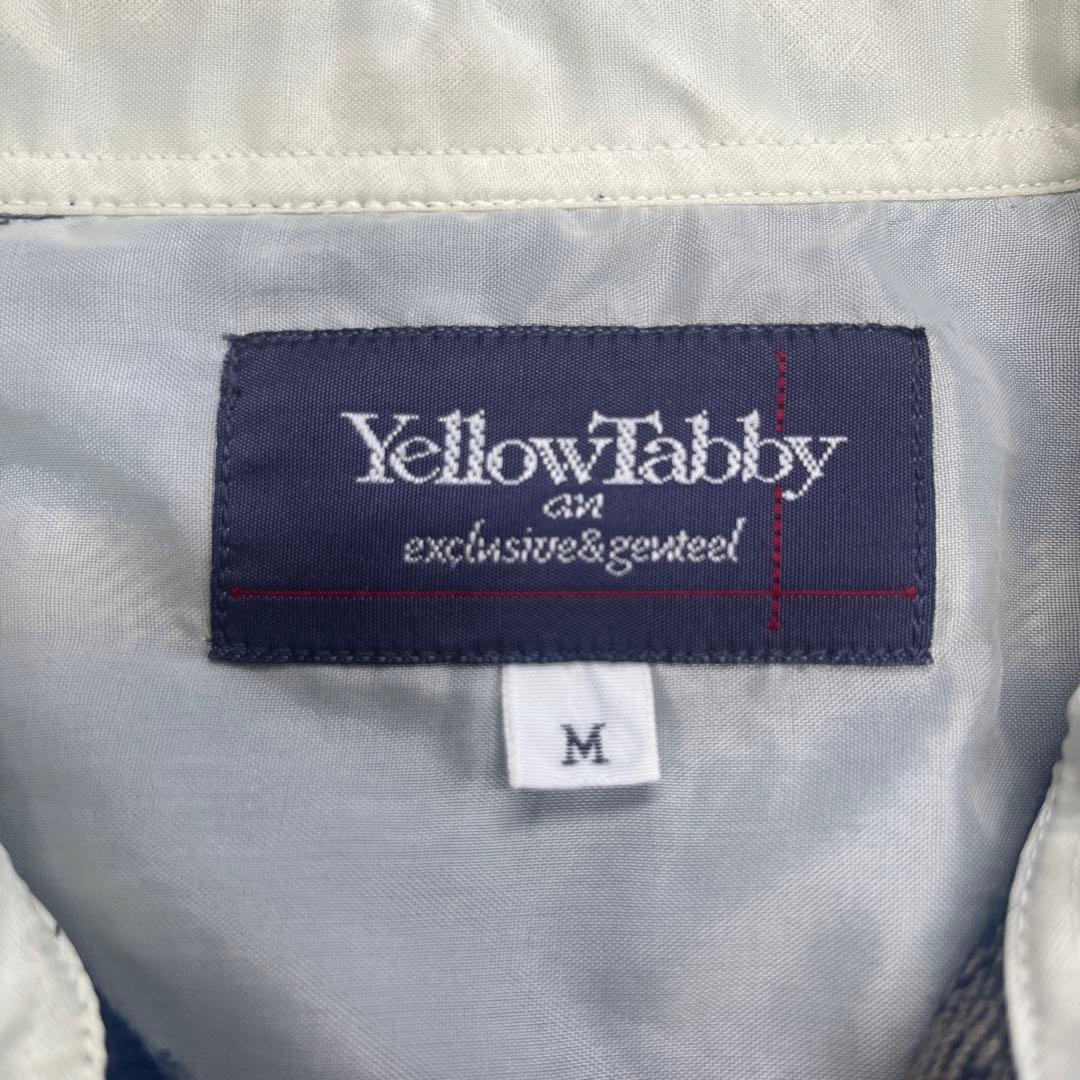 YellowTabby
an
exclusive&genteel
M